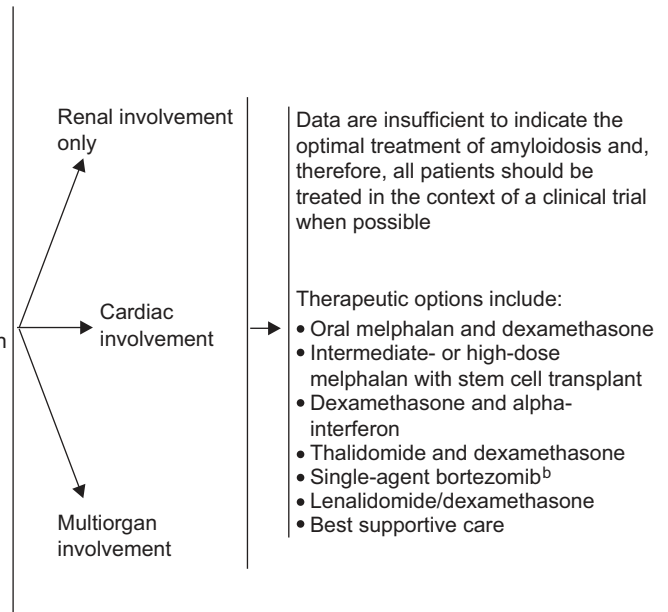 Renal involvement
only
Cardiac
involvement
Multiorgan
involvement
Data are insufficient to indicate the
optimal treatment of amyloidosis and,
therefore, all patients should be
treated in the context of a clinical trial
when possible
Therapeutic options include:
• Oral melphalan and dexamethasone
• Intermediate- or high-dose
melphalan with stem cell transplant
• Dexamethasone and alpha-
interferon
• Thalidomide and dexamethasone
• Single-agent bortezomibᵇ
• Lenalidomide/dexamethasone
• Best supportive care